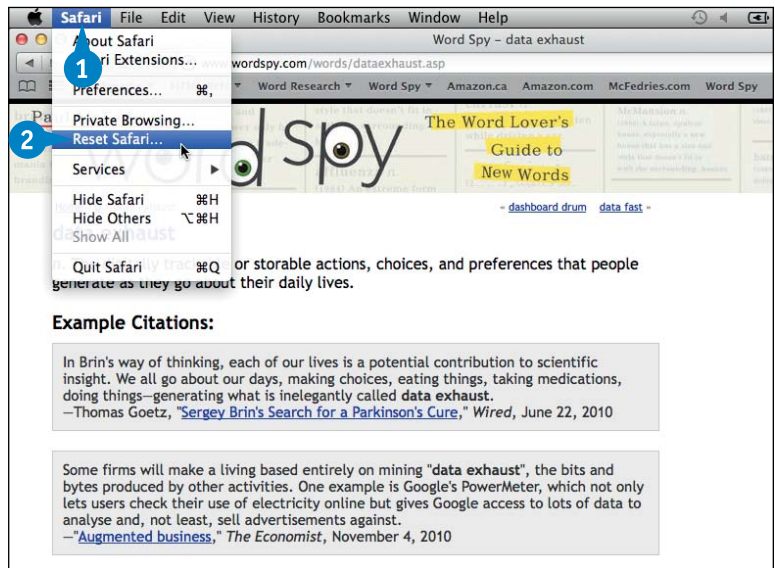 Safari File Edit View History Bookmarks Window Help
Word Spy – data exhaust
About Safari
Extensions...
wordspy.com/words/dataexhaust.asp
1
Preferences... ⌘,
Word Research ▾ Word Spy ▾ Amazon.ca Amazon.com McFedries.com Word Spy
Private Browsing...
2
Reset Safari...
Services ▶
Hide Safari ⌘H
Hide Others ⌥⌘H
Show All
Quit Safari ⌘Q
spy
The Word Lover's
Guide to
New Words
« dashboard drum data fast »
or storable actions, choices, and preferences that people
generate as they go about their daily lives.
Example Citations:
In Brin's way of thinking, each of our lives is a potential contribution to scientific
insight. We all go about our days, making choices, eating things, taking medications,
doing things—generating what is inelegantly called data exhaust.
—Thomas Goetz, "Sergey Brin's Search for a Parkinson's Cure," Wired, June 22, 2010
Some firms will make a living based entirely on mining "data exhaust", the bits and
bytes produced by other activities. One example is Google's PowerMeter, which not only
lets users check their use of electricity online but gives Google access to lots of data to
analyse and, not least, sell advertisements against.
—"Augmented business," The Economist, November 4, 2010